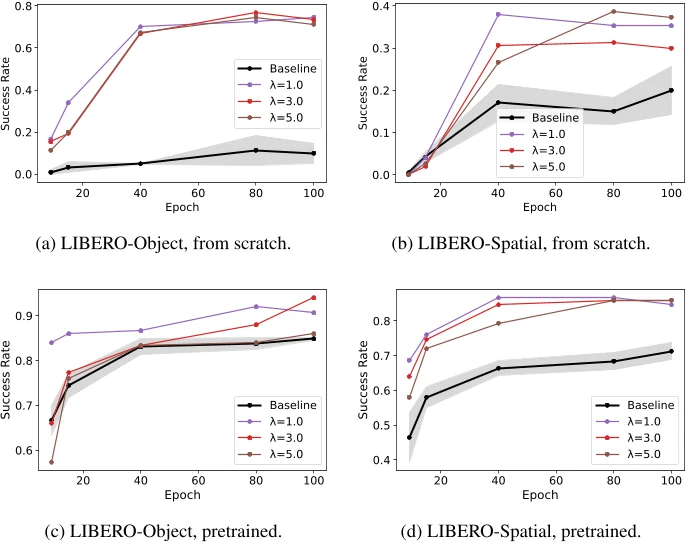 0.8
0.6
0.4
0.2
0.0
Success Rate
20 40 60 80 100
Epoch
Baseline
λ=1.0
λ=3.0
λ=5.0
(a) LIBERO-Object, from scratch.
0.4
0.3
0.2
0.1
0.0
Success Rate
20 40 60 80 100
Epoch
Baseline
λ=1.0
λ=3.0
λ=5.0
(b) LIBERO-Spatial, from scratch.
0.9
0.8
0.7
0.6
Success Rate
20 40 60 80 100
Epoch
Baseline
λ=1.0
λ=3.0
λ=5.0
(c) LIBERO-Object, pretrained.
0.8
0.7
0.6
0.5
0.4
Success Rate
20 40 60 80 100
Epoch
Baseline
λ=1.0
λ=3.0
λ=5.0
(d) LIBERO-Spatial, pretrained.